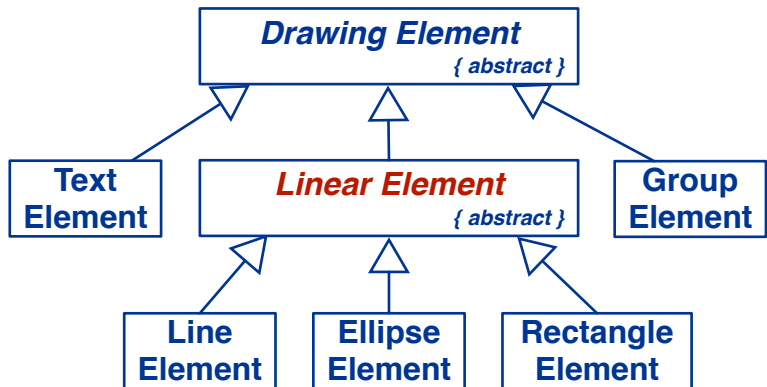 Drawing Element
{ abstract }
Text
Element
Linear Element
{ abstract }
Group
Element
Line
Element
Ellipse
Element
Rectangle
Element